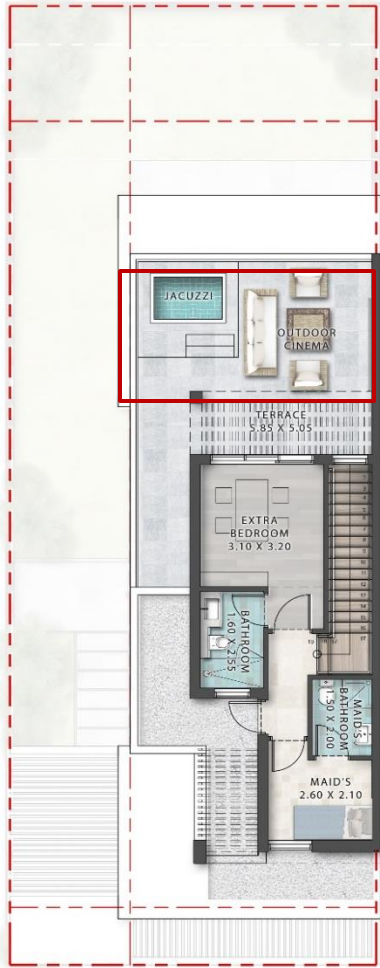 JACUZZI
OUTDOOR
CINEMA
TERRACE
5.85 X 5.05
EXTRA
BEDROOM
3.10 X 3.20
BATHROOM
1.60 X 2.55
MAID'S
BATHROOM
1.50 X 2.00
MAID'S
2.60 X 2.10